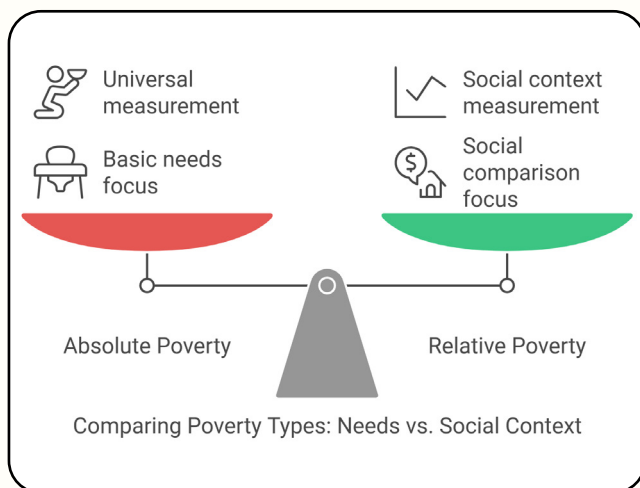 Universal
measurement
Basic needs
focus
Social context
measurement
$
Social
comparison
focus
Absolute Poverty
Relative Poverty
Comparing Poverty Types: Needs vs. Social Context